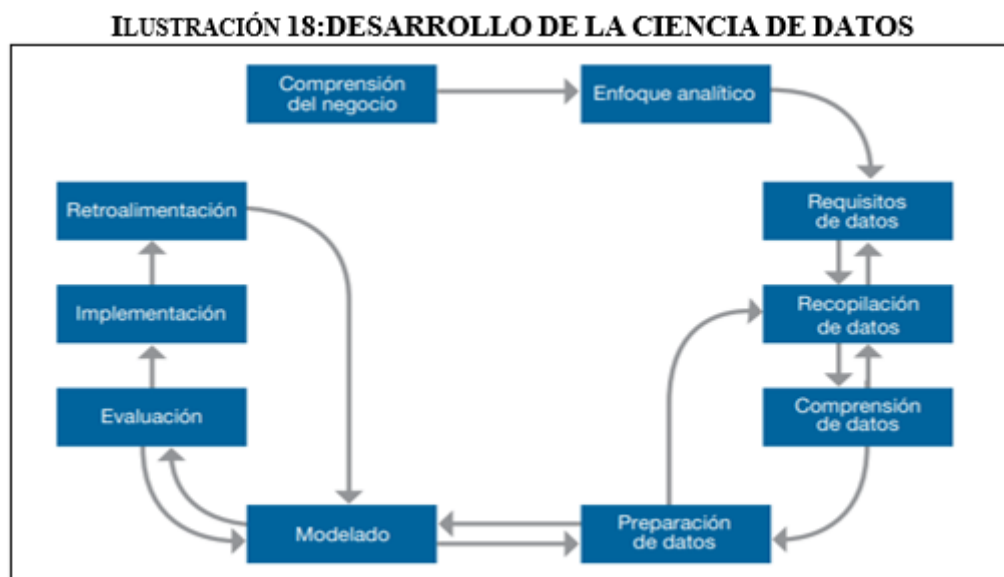 ILUSTRACIÓN 18:DESARROLLO DE LA CIENCIA DE DATOS
Comprensión
del negocio
Enfoque analítico
Retroalimentación
Requisitos
de datos
Implementación
Recopilación
de datos
Evaluación
Comprensión
de datos
Modelado
Preparación
de datos